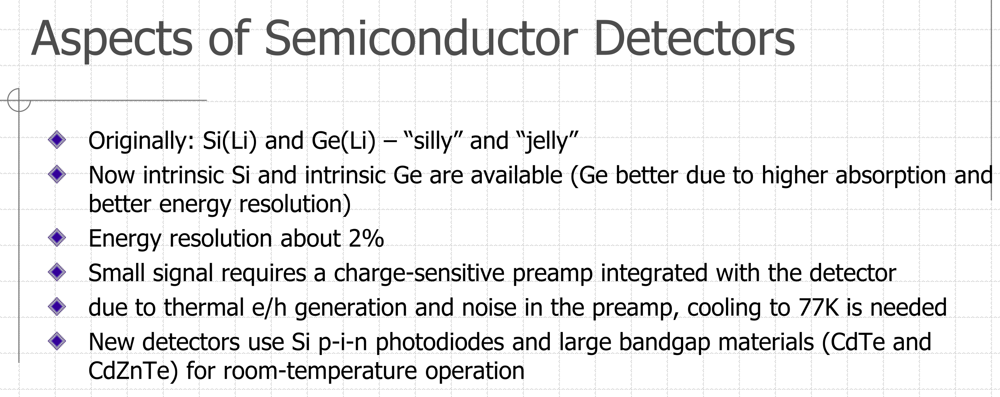 Aspects of Semiconductor Detectors
Originally: Si(Li) and Ge(Li) – “silly” and “jelly”
Now intrinsic Si and intrinsic Ge are available (Ge better due to higher absorption and
better energy resolution)
Energy resolution about 2%
Small signal requires a charge-sensitive preamp integrated with the detector
due to thermal e/h generation and noise in the preamp, cooling to 77K is needed
New detectors use Si p-i-n photodiodes and large bandgap materials (CdTe and
CdZnTe) for room-temperature operation